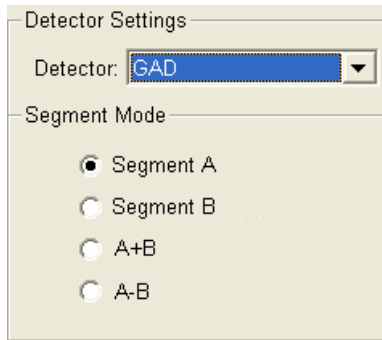 Detector Settings
Detector: GAD
Segment Mode
Segment A
Segment B
A+B
A-B